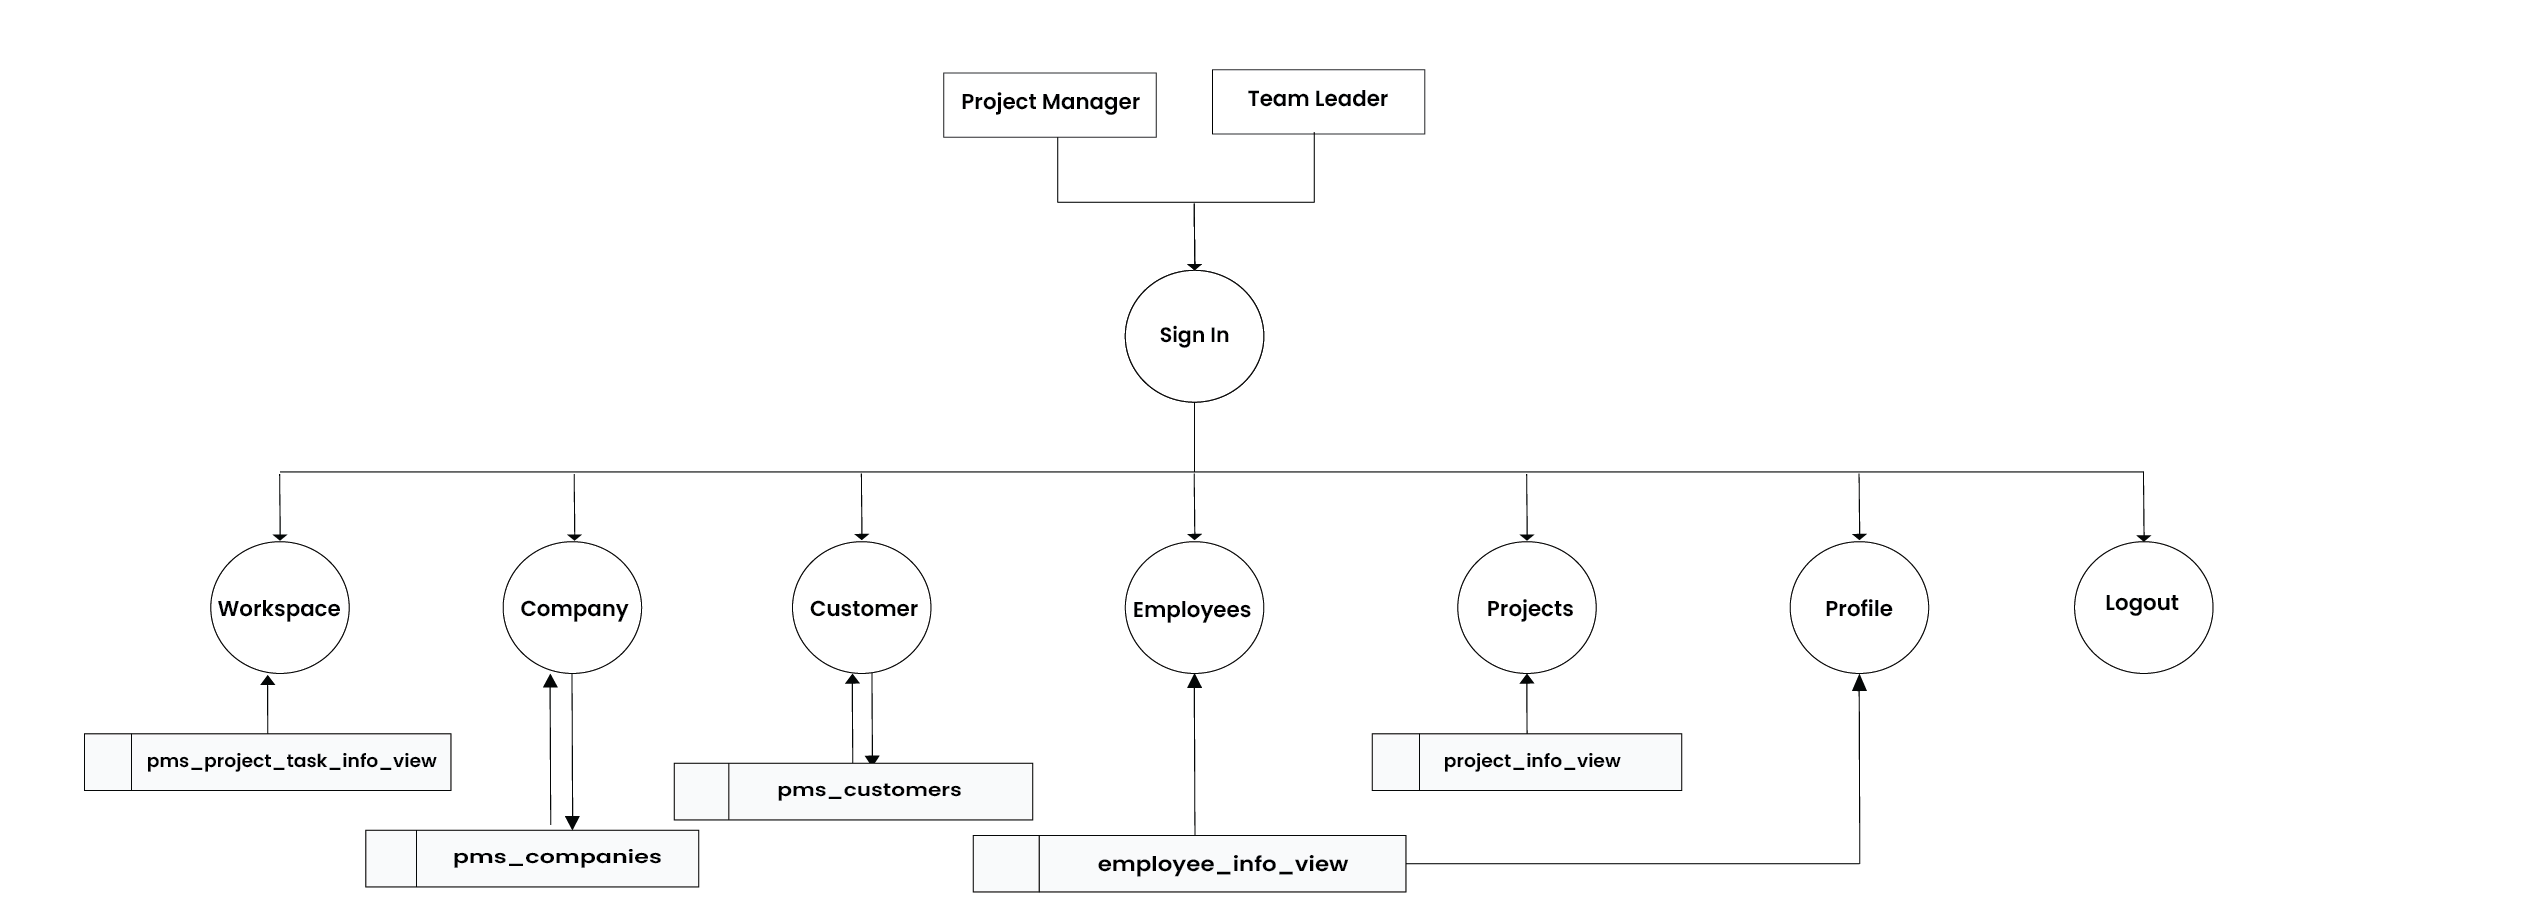 Project Manager
Team Leader
Sign In
Workspace
Company
Customer
Employees
Projects
Profile
Logout
pms_project_task_info_view
pms_companies
pms_customers
employee_info_view
project_info_view